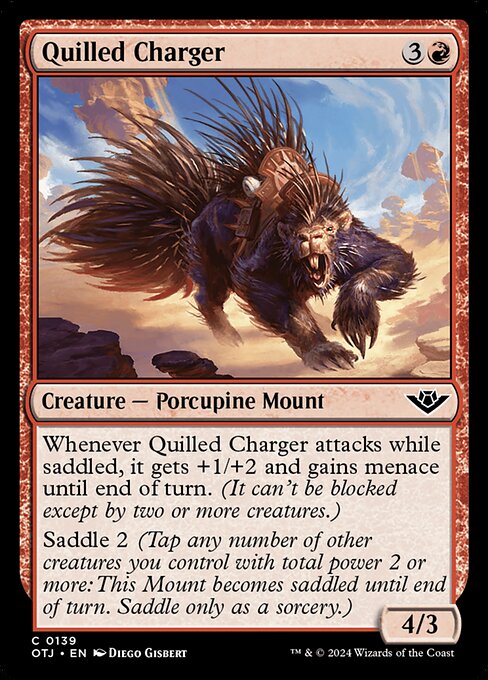 Quilled Charger 3
Creature — Porcupine Mount
Whenever Quilled Charger attacks while
saddled, it gets +1/+2 and gains menace
until end of turn. (It can't be blocked
except by two or more creatures.)
Saddle 2 (Tap any number of other
creatures you control with total power 2 or
more: This Mount becomes saddled until end
of turn. Saddle only as a sorcery.)
4/3
C 0139
OTJ • EN Diego Gisbert ™ & © 2024 Wizards of the Coast